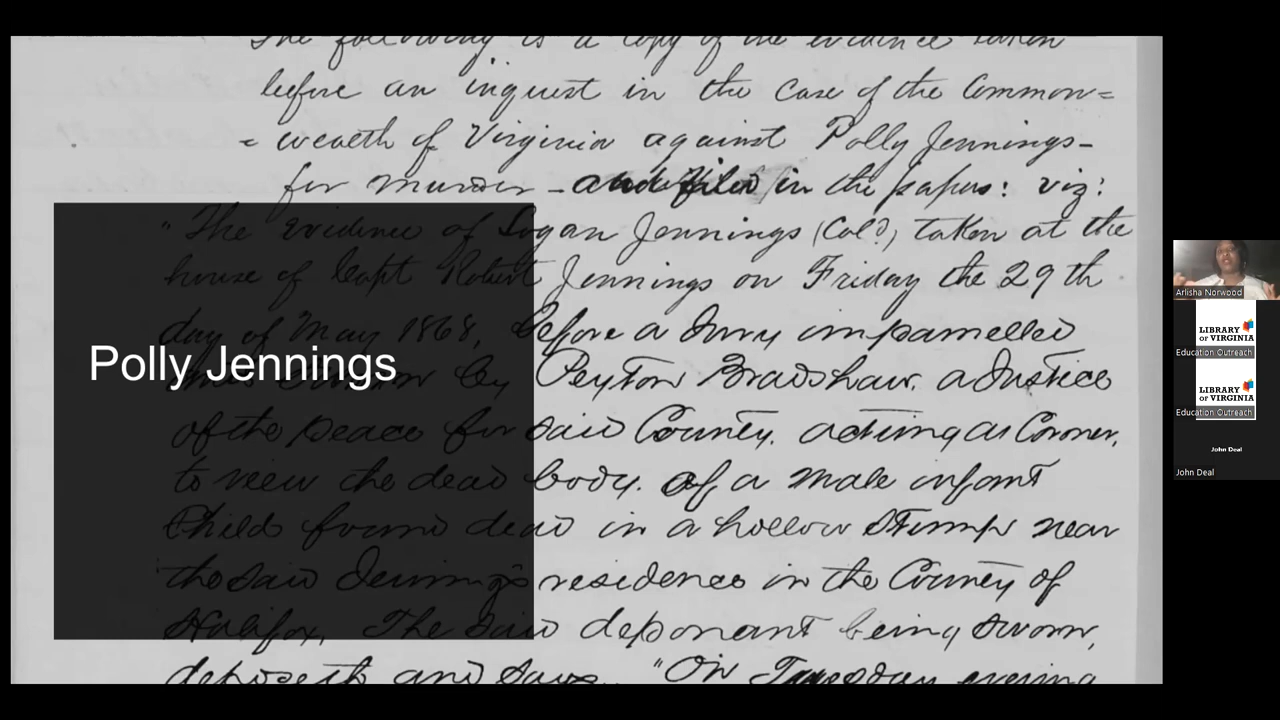 The following is a copy of the evidence taken
before an inquest in the case of the Common=
= wealth of Virginia against Polly Jennings-
for murder - and filed in the papers: viz:
"The evidence of Logan Jennings (Cold) taken at the
house of Capt Robert Jennings on Friday the 29th
day of May 1868, before a Jury impannelled
by Peyton Bradshaw. a Justice
of the peace for said County, acting as Coroner,
to view the dead body. of a male infant
Child found dead in a hollow stump near
the said Jennings residence in the County of
Halifax, The said deponant being sworn,
deposeth and says. "On Tuesday evening
Polly Jennings
Arlisha Norwood
LIBRARY
OF VIRGINIA
Education Outreach
LIBRARY
OF VIRGINIA
Education Outreach
John Deal
John Deal